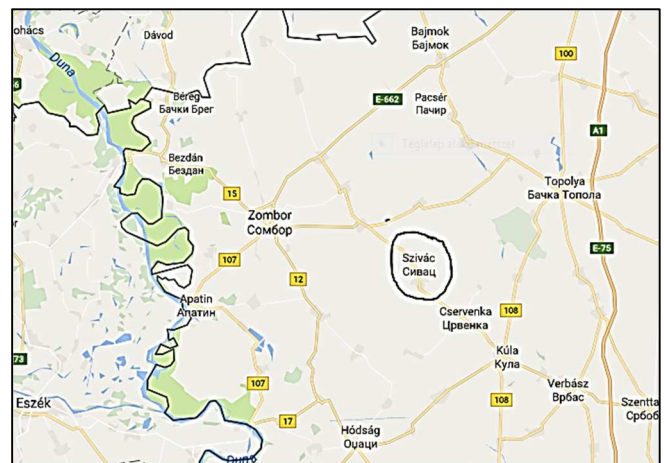 ohács
Dávod
Duna
6
Béreg
Бачки Брег
Bajmok
Бајмок
100
E-662
Pacsér
Пачир
A1
Bezdán
Бездан
15
Topolya
Бачка Топола
Zombor
Сомбор
E-75
107
12
Szivác
Сивац
Apatin
Апатин
108
Cservenka
Црвенка
73
Kúla
Кула
107
108
Verbász
Врбас
Eszék
17
Szentta
Србоб
Hódság
Оџаци
Duna